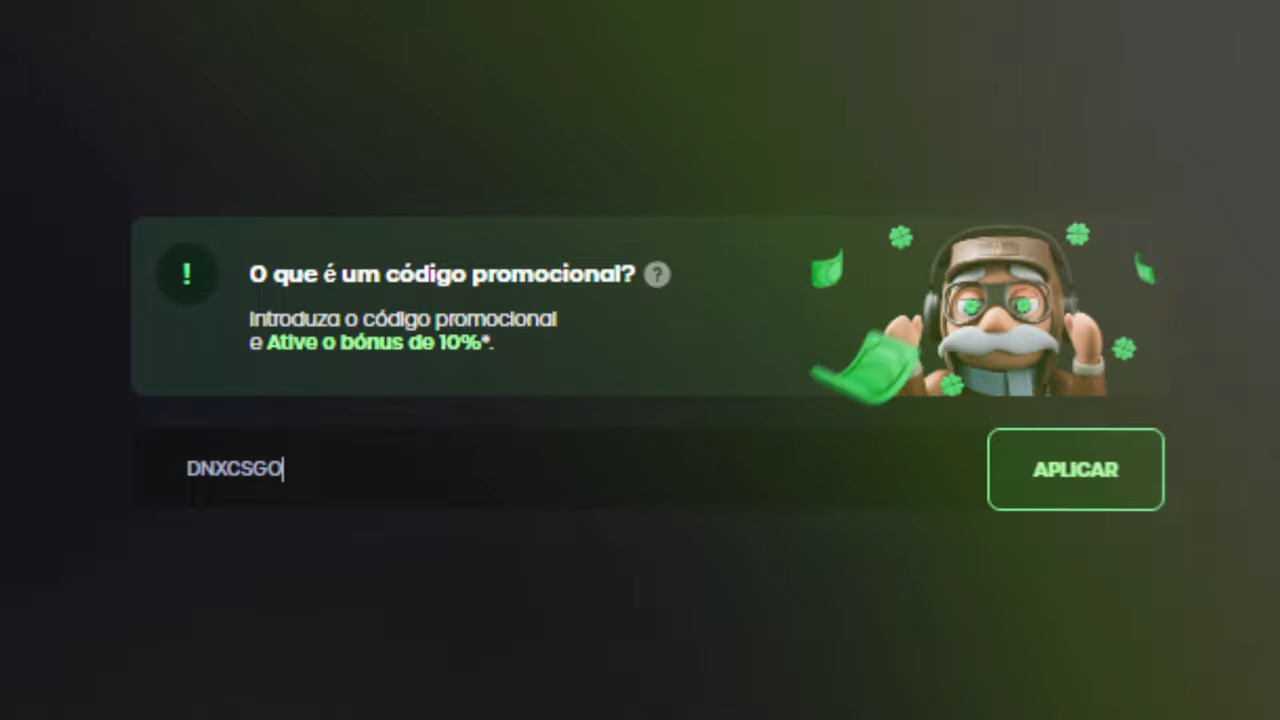 !
O que é um código promocional? ?
Introduza o código promocional
e Ative o bónus de 10%*.
DNXCSGO
APLICAR